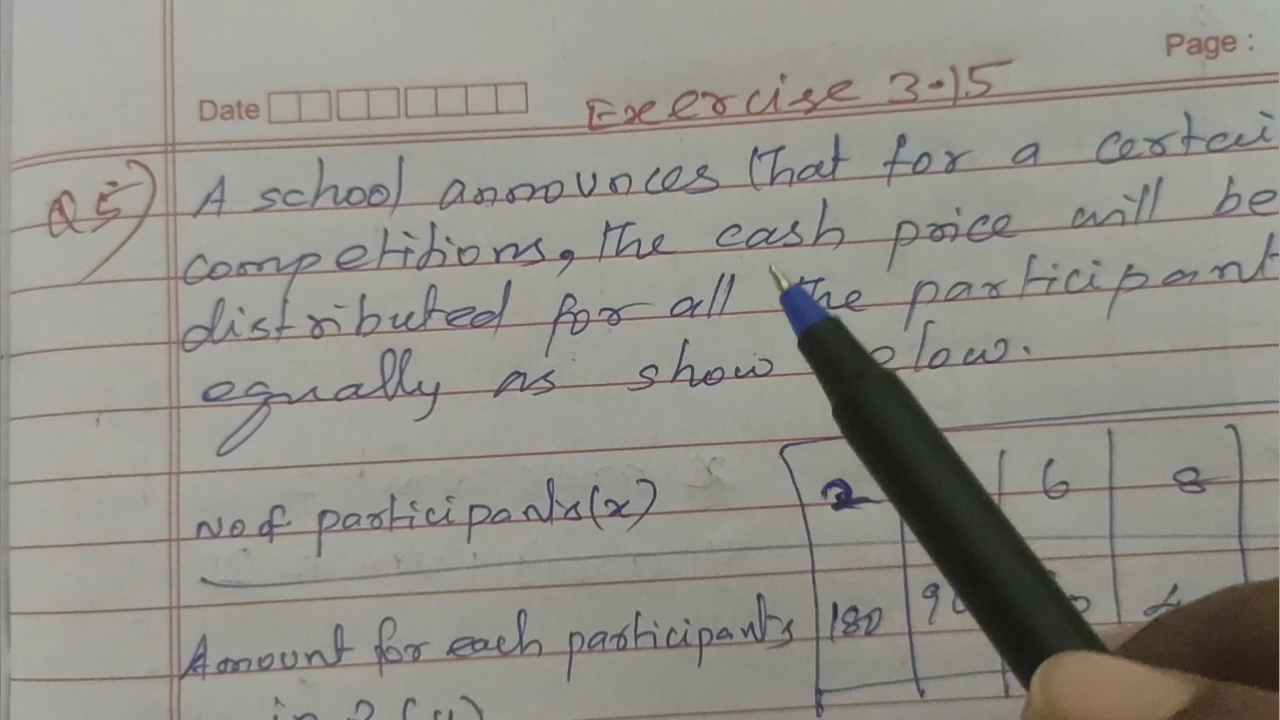 Page :
Date
Exercise 3.15
Q5) A school announces that for a certai
competitions, the cash price will be
distributed for all the participant
equally as show
No of participants(x) 2 6 8
Amount for each participants 180
in